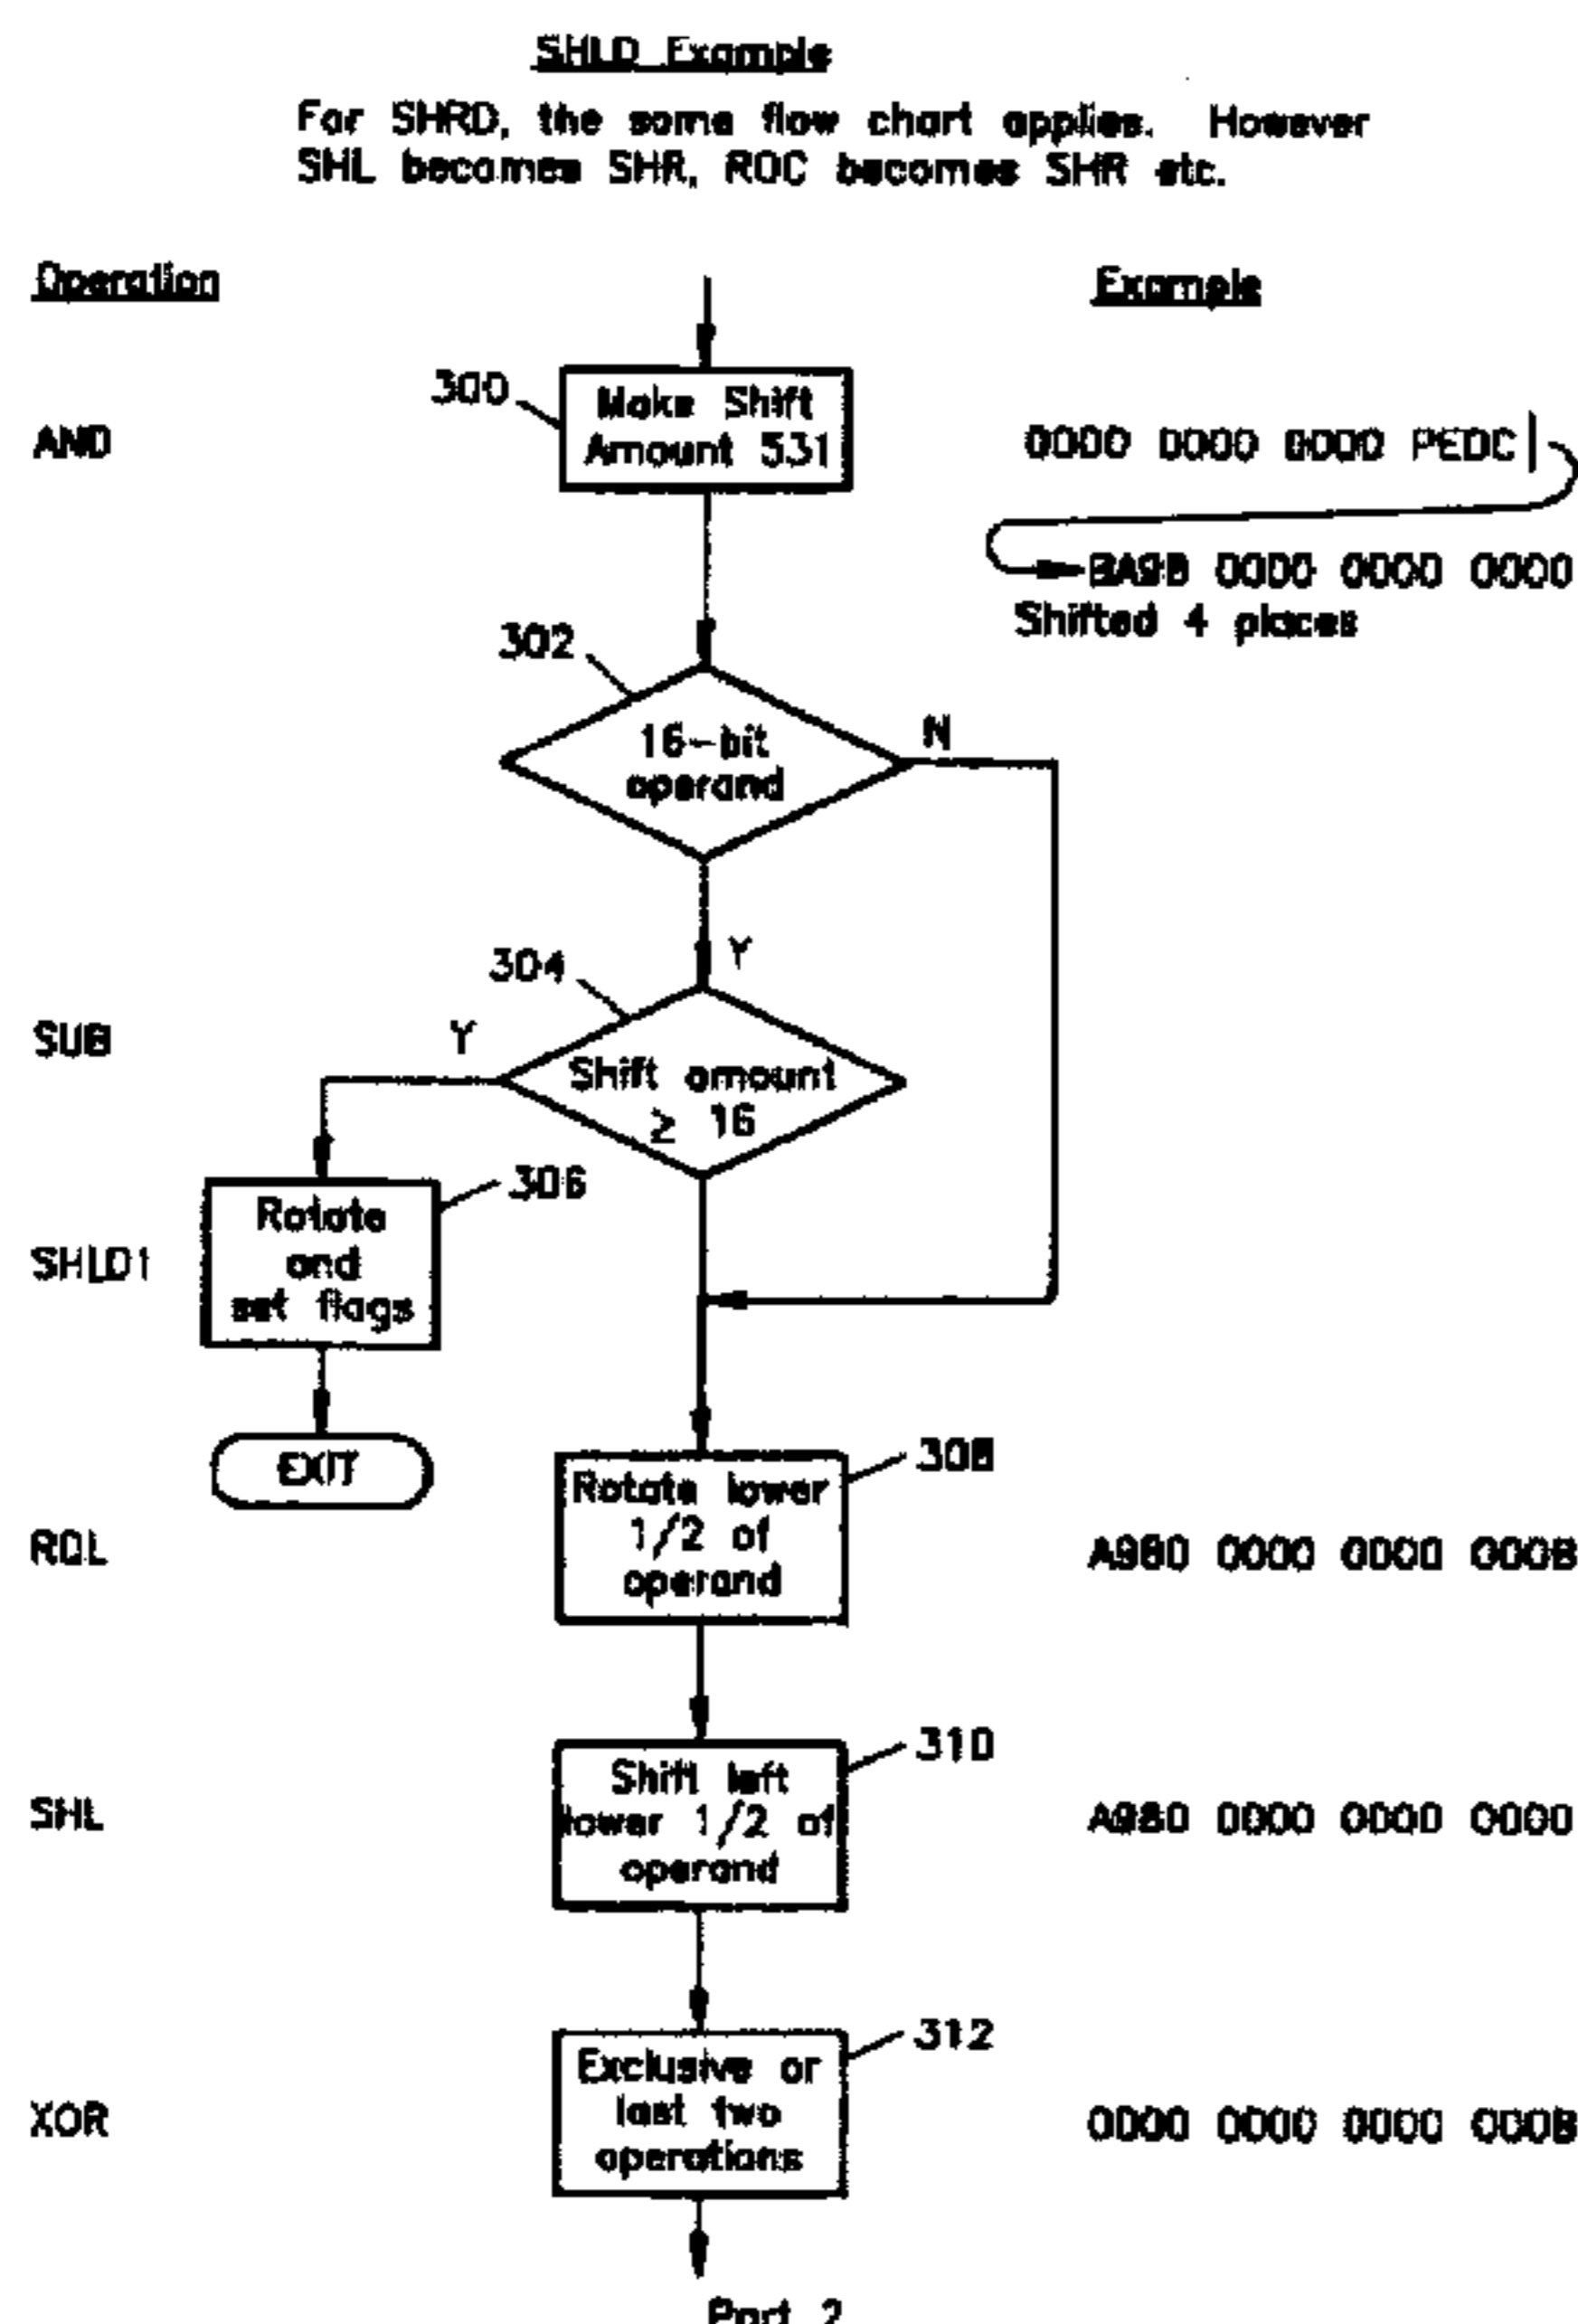 SHLD Example
For SHRD, the same flow chart applies. However
SHL becomes SHR, ROC becomes SHR etc.
Operation
Example
300
Make Shift
Amount 531
AND
0000 0000 0000 PEDC
BA98 0000 0000 0000
Shifted 4 places
302
16-bit
operand
N
Y
304
SUB
Y
Shift amount
≥ 16
306
Rotate
and
set flags
SHLD1
EXIT
308
Rotate lower
1/2 of
operand
ROL
A980 0000 0000 000B
310
Shift left
lower 1/2 of
operand
SHL
A980 0000 0000 0000
312
Exclusive or
last two
operations
XOR
0000 0000 0000 000B
Part 2